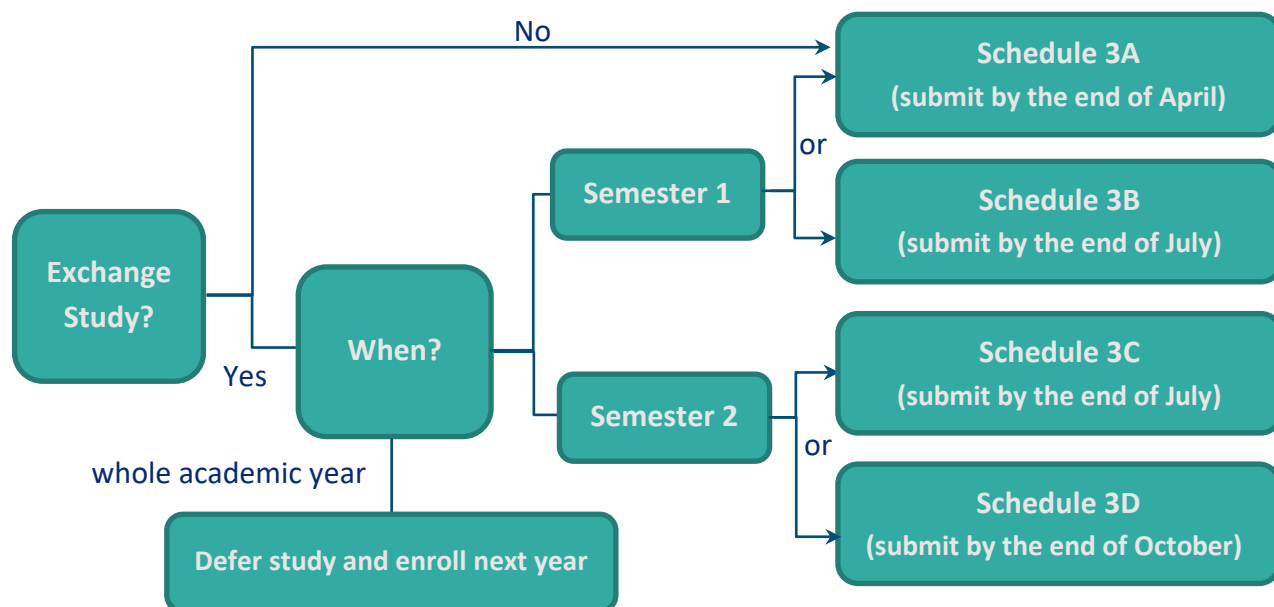 No
Schedule 3A
(submit by the end of April)
or
Semester 1
Schedule 3B
(submit by the end of July)
Exchange
Study?
When?
Yes
Schedule 3C
(submit by the end of July)
Semester 2
or
whole academic year
Schedule 3D
(submit by the end of October)
Defer study and enroll next year